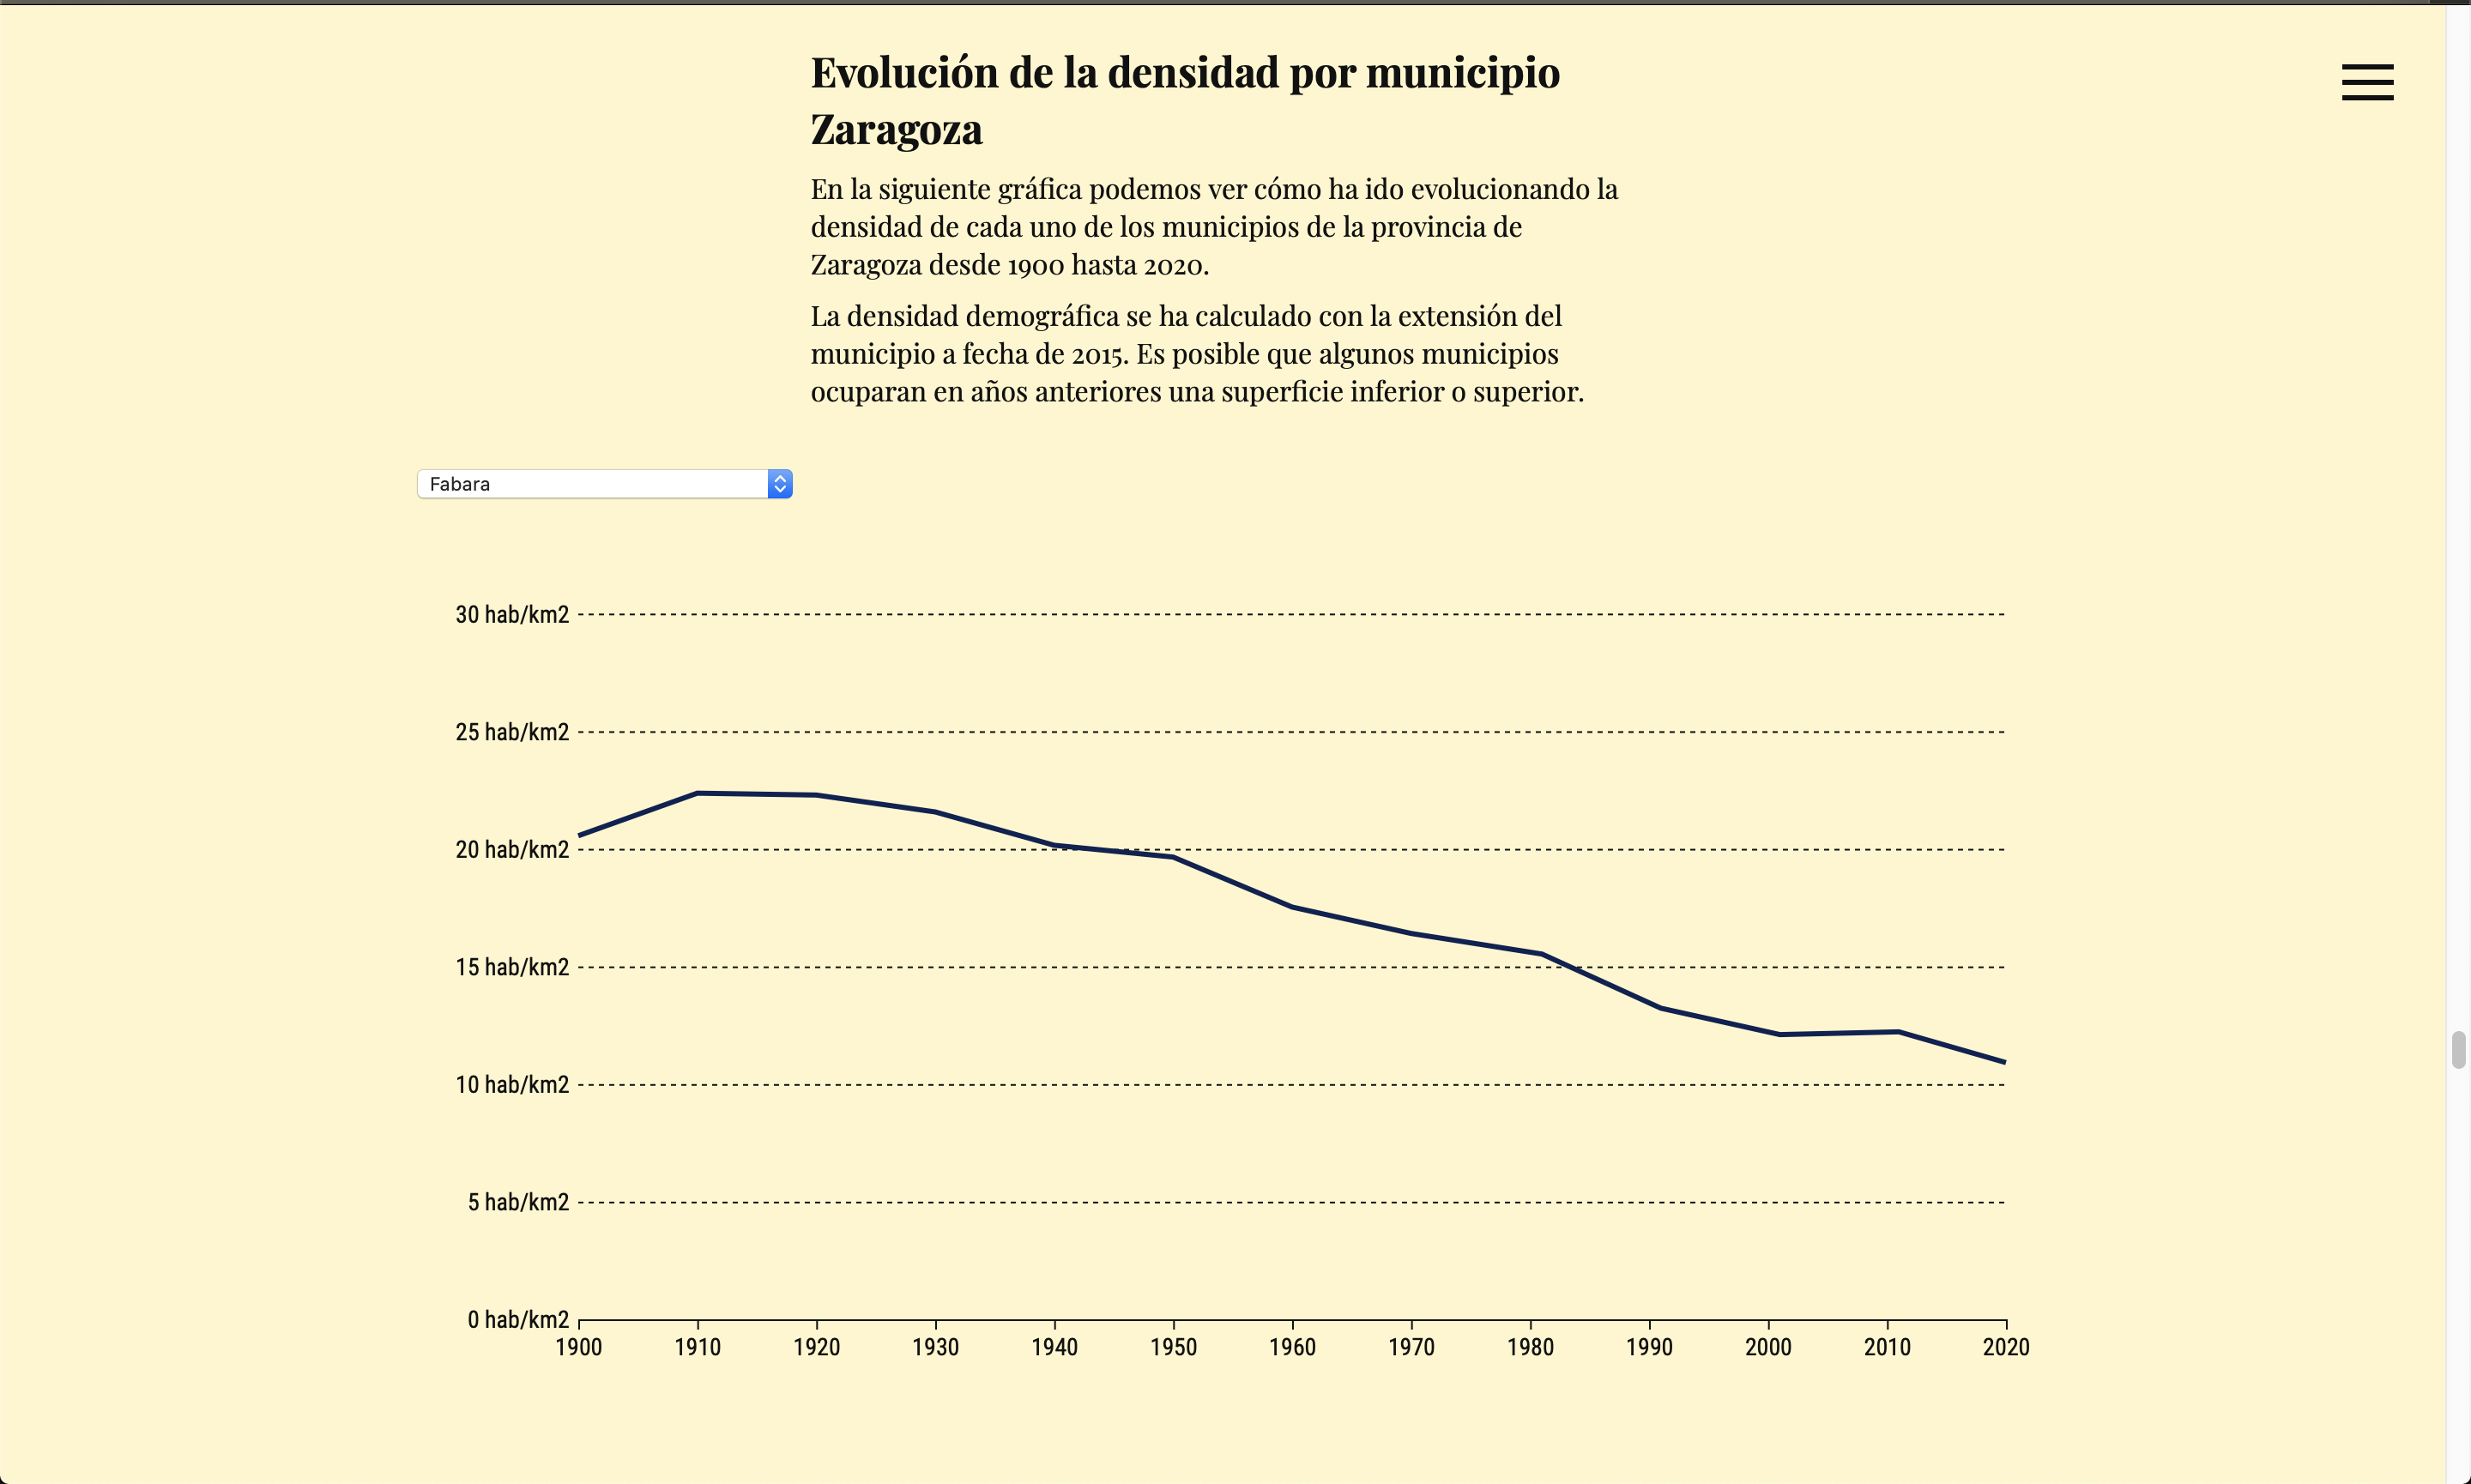 Evolución de la densidad por municipio
Zaragoza
En la siguiente gráfica podemos ver cómo ha ido evolucionando la
densidad de cada uno de los municipios de la provincia de
Zaragoza desde 1900 hasta 2020.
La densidad demográfica se ha calculado con la extensión del
municipio a fecha de 2015. Es posible que algunos municipios
ocuparan en años anteriores una superficie inferior o superior.
Fabara
30 hab/km2
25 hab/km2
20 hab/km2
15 hab/km2
10 hab/km2
5 hab/km2
0 hab/km2
1900 1910 1920 1930 1940 1950 1960 1970 1980 1990 2000 2010 2020